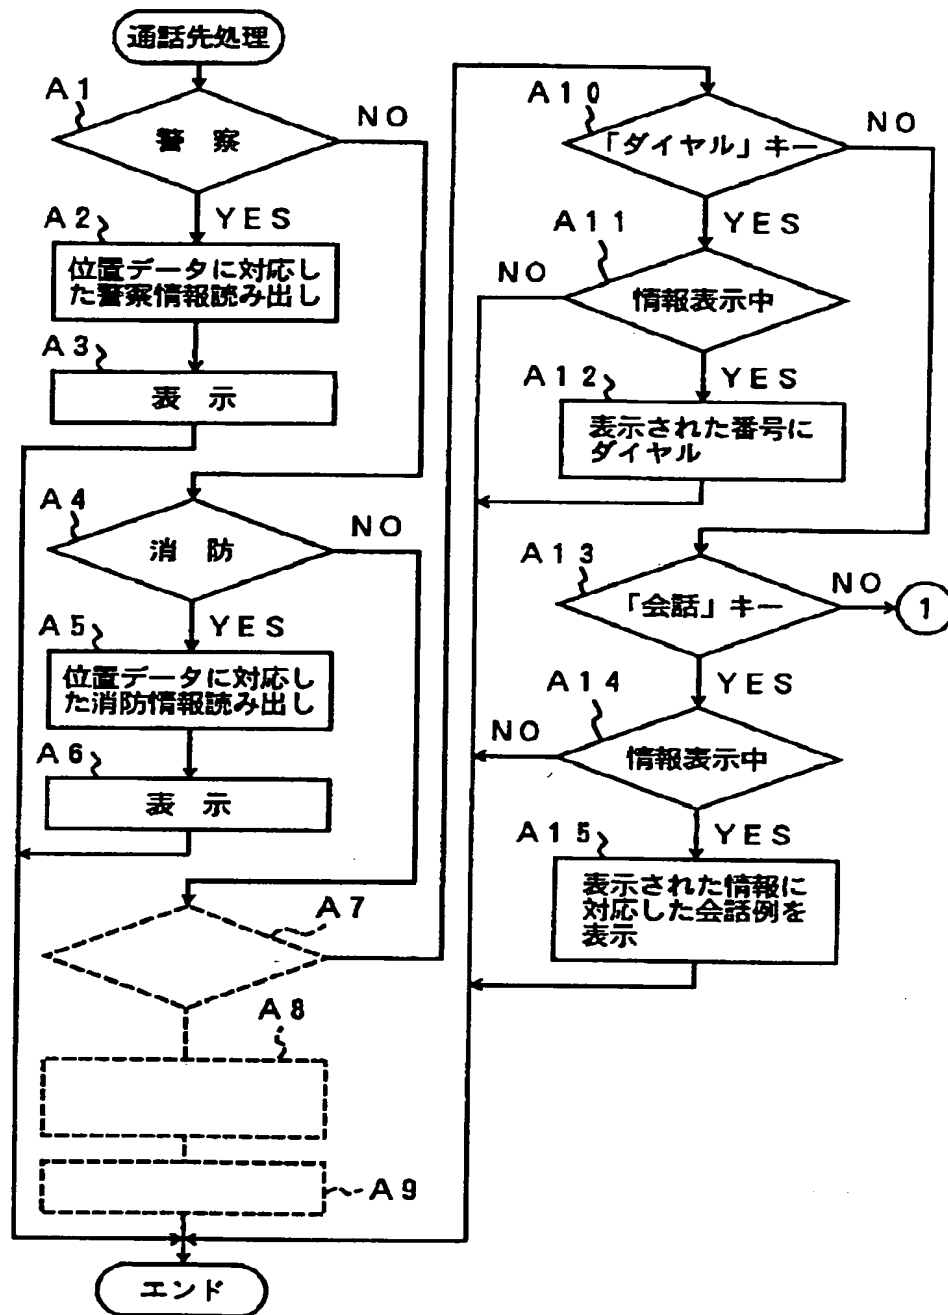 通話先処理
A1
警察
NO
YES
A2
位置データに対応し
た警察情報読み出し
A3
表示
A4
消防
NO
YES
A5
位置データに対応し
た消防情報読み出し
A6
表示
A7
A8
A9
エンド
A10
「ダイヤル」キー
NO
YES
A11
情報表示中
NO
YES
A12
表示された番号に
ダイヤル
A13
「会話」キー
NO
1
YES
A14
情報表示中
NO
YES
A15
表示された情報に
対応した会話例を
表示